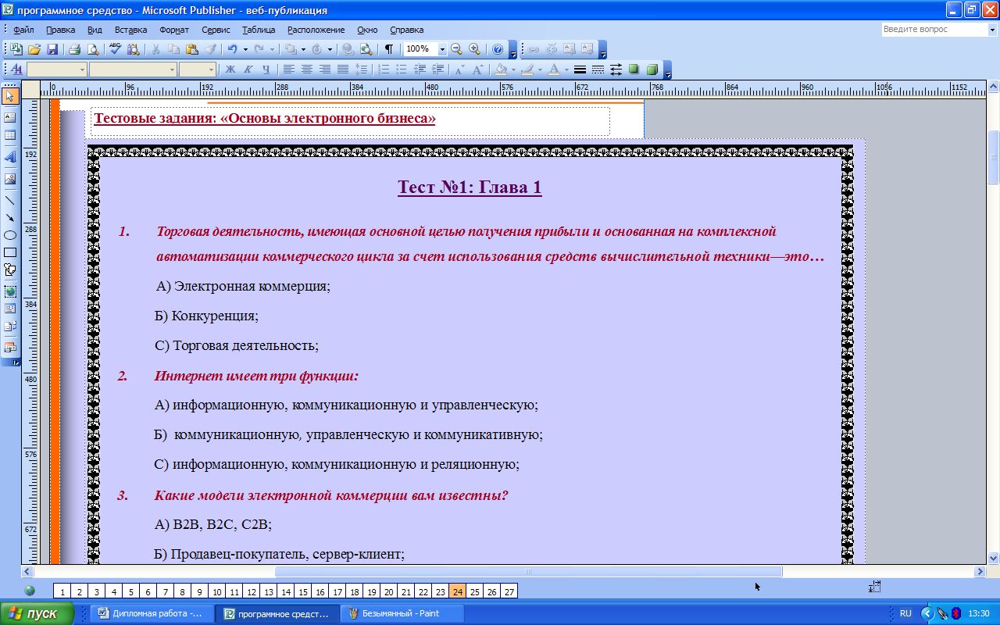 программное средство - Microsoft Publisher - веб-публикация
Файл Правка Вид Вставка Формат Сервис Таблица Расположение Окно Справка
Введите вопрос
100%
Ж К Ч
0 96 192 288 384 480 576 672 768 864 960 1056 1152
192
288
384
480
576
672
Тестовые задания: «Основы электронного бизнеса»
Тест №1: Глава 1
1. Торговая деятельность, имеющая основной целью получения прибыли и основанная на комплексной
автоматизации коммерческого цикла за счет использования средств вычислительной техники—это…
А) Электронная коммерция;
Б) Конкуренция;
С) Торговая деятельность;
2. Интернет имеет три функции:
А) информационную, коммуникационную и управленческую;
Б) коммуникационную, управленческую и коммуникативную;
С) информационную, коммуникационную и реляционную;
3. Какие модели электронной коммерции вам известны?
А) B2B, B2C, C2B;
Б) Продавец-покупатель, сервер-клиент;
1 2 3 4 5 6 7 8 9 10 11 12 13 14 15 16 17 18 19 20 21 22 23 24 25 26 27
пуск Дипломная работа -... программное средст... Безымянный - Paint RU 13:30